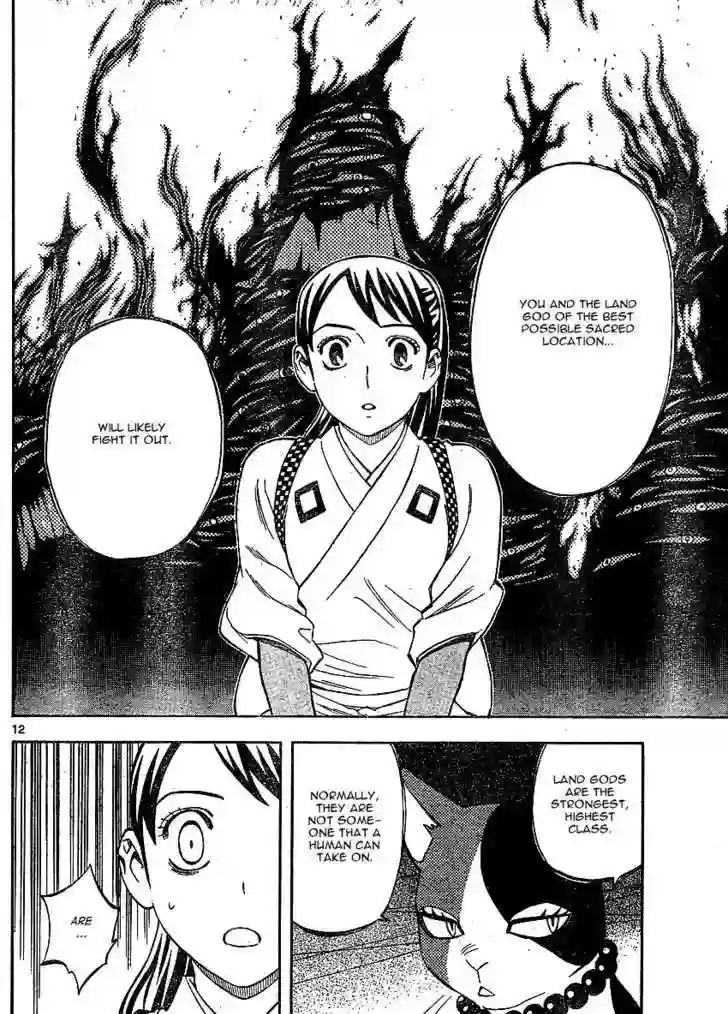 YOU AND THE LAND
GOD OF THE BEST
POSSIBLE SACRED
LOCATION...
WILL LIKELY
FIGHT IT OUT.
12
LAND GODS
ARE THE
STRONGEST,
HIGHEST
CLASS.
NORMALLY,
THEY ARE
NOT SOME-
ONE THAT A
HUMAN CAN
TAKE ON.
ARE
...